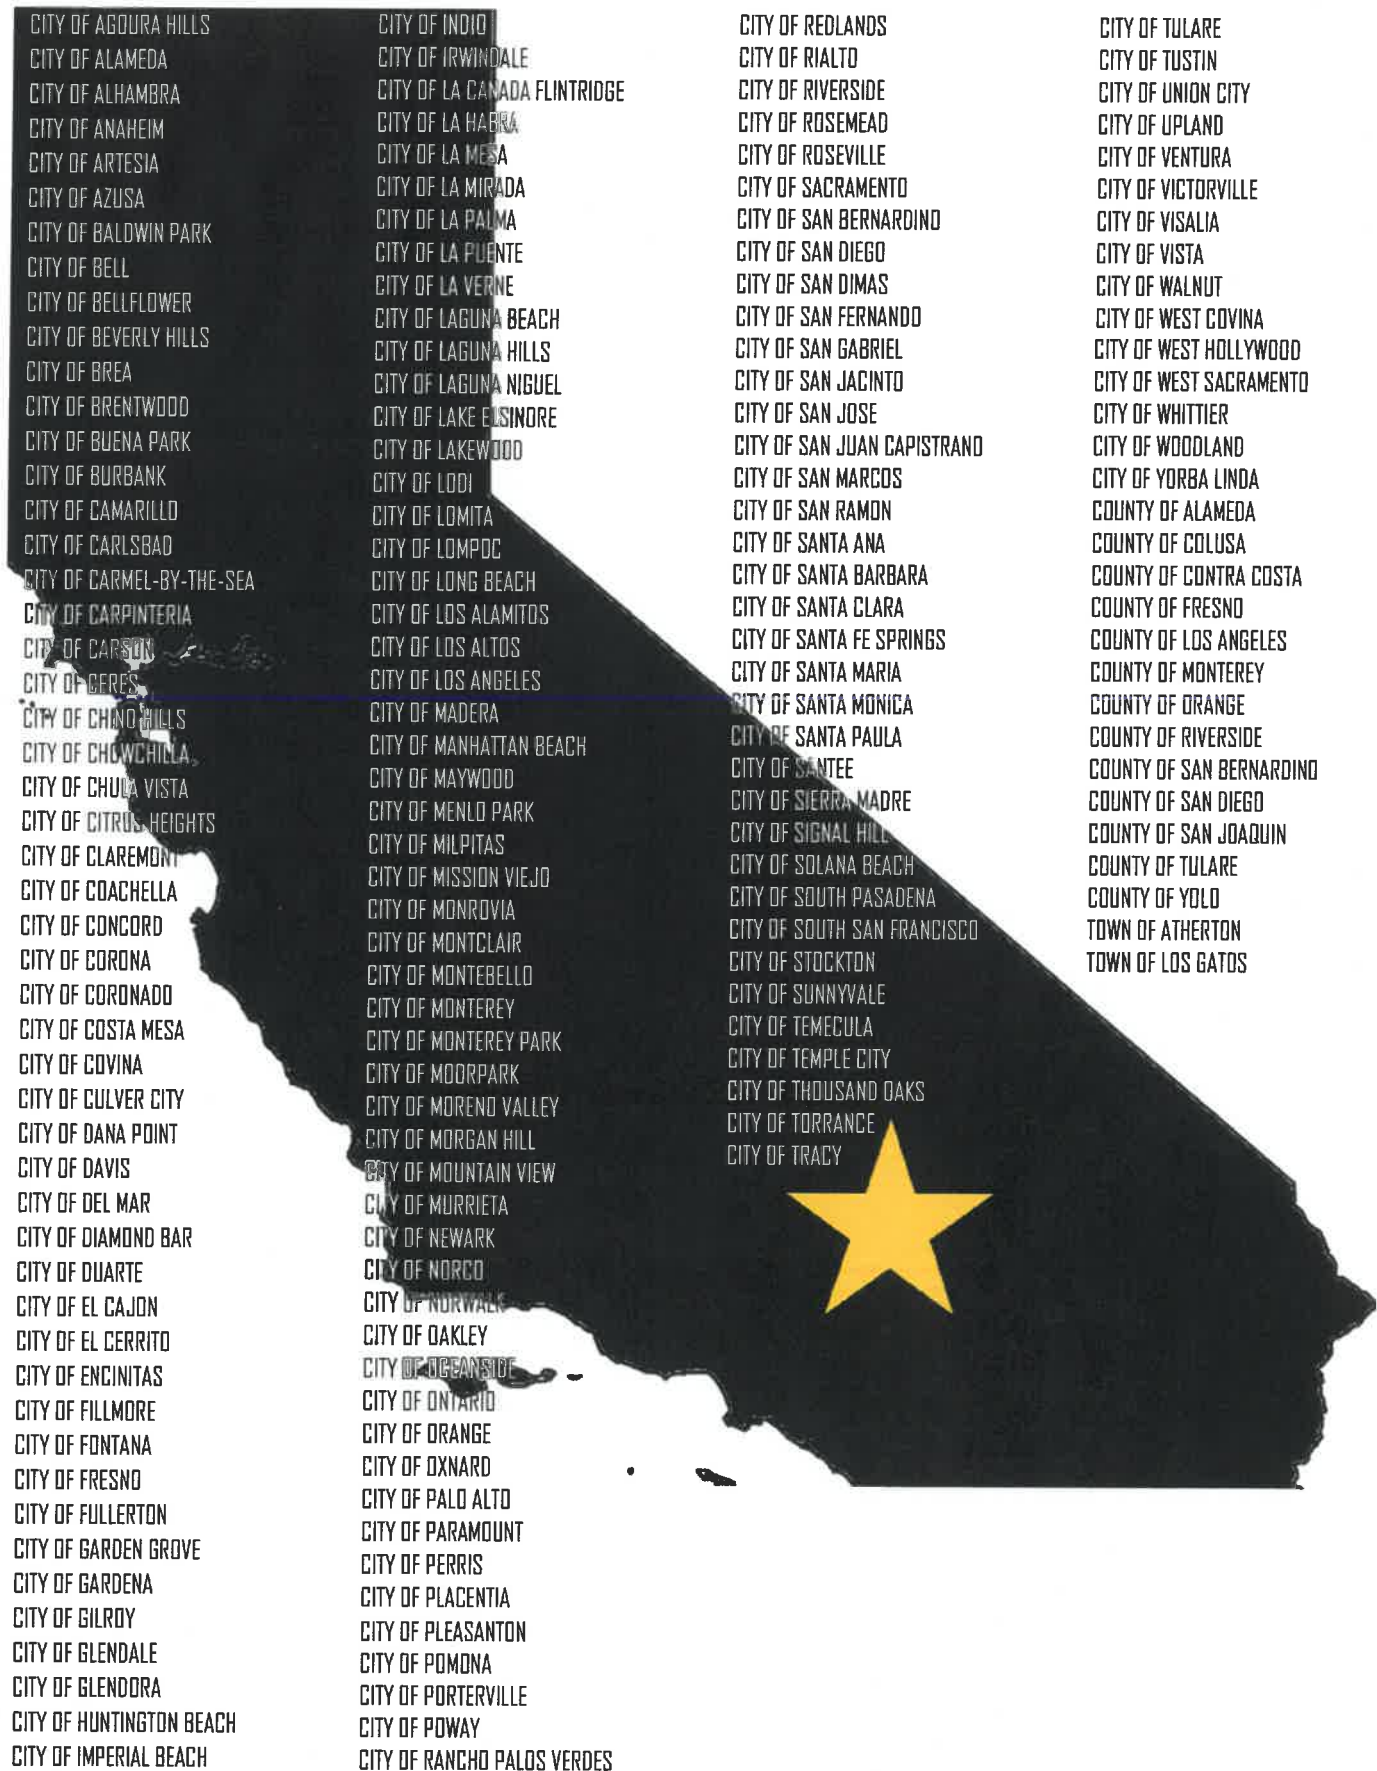 CITY OF AGOURA HILLS
CITY OF ALAMEDA
CITY OF ALHAMBRA
CITY OF ANAHEIM
CITY OF ARTESIA
CITY OF AZUSA
CITY OF BALDWIN PARK
CITY OF BELL
CITY OF BELLFLOWER
CITY OF BEVERLY HILLS
CITY OF BREA
CITY OF BRENTWOOD
CITY OF BUENA PARK
CITY OF BURBANK
CITY OF CAMARILLO
CITY OF CARLSBAD
CITY OF CARMEL-BY-THE-SEA
CITY OF CARPINTERIA
CITY OF CARSON
CITY OF CERES
CITY OF CHINO HILLS
CITY OF CHOWCHILLA
CITY OF CHULA VISTA
CITY OF CITRUS HEIGHTS
CITY OF CLAREMONT
CITY OF COACHELLA
CITY OF CONCORD
CITY OF CORONA
CITY OF CORONADO
CITY OF COSTA MESA
CITY OF COVINA
CITY OF CULVER CITY
CITY OF DANA POINT
CITY OF DAVIS
CITY OF DEL MAR
CITY OF DIAMOND BAR
CITY OF DUARTE
CITY OF EL CAJON
CITY OF EL CERRITO
CITY OF ENCINITAS
CITY OF FILLMORE
CITY OF FONTANA
CITY OF FRESNO
CITY OF FULLERTON
CITY OF GARDEN GROVE
CITY OF GARDENA
CITY OF GILROY
CITY OF GLENDALE
CITY OF GLENDORA
CITY OF HUNTINGTON BEACH
CITY OF IMPERIAL BEACH
CITY OF INDIO
CITY OF IRWINDALE
CITY OF LA CANADA FLINTRIDGE
CITY OF LA HABRA
CITY OF LA MESA
CITY OF LA MIRADA
CITY OF LA PALMA
CITY OF LA PUENTE
CITY OF LA VERNE
CITY OF LAGUNA BEACH
CITY OF LAGUNA HILLS
CITY OF LAGUNA NIGUEL
CITY OF LAKE ELSINORE
CITY OF LAKEWOOD
CITY OF LODI
CITY OF LOMITA
CITY OF LOMPOC
CITY OF LONG BEACH
CITY OF LOS ALAMITOS
CITY OF LOS ALTOS
CITY OF LOS ANGELES
CITY OF MADERA
CITY OF MANHATTAN BEACH
CITY OF MAYWOOD
CITY OF MENLO PARK
CITY OF MILPITAS
CITY OF MISSION VIEJO
CITY OF MONROVIA
CITY OF MONTCLAIR
CITY OF MONTEBELLO
CITY OF MONTEREY
CITY OF MONTEREY PARK
CITY OF MOORPARK
CITY OF MORENO VALLEY
CITY OF MORGAN HILL
CITY OF MOUNTAIN VIEW
CITY OF MURRIETA
CITY OF NEWARK
CITY OF NORCO
CITY OF NORWALK
CITY OF OAKLEY
CITY OF OCEANSIDE
CITY OF ONTARIO
CITY OF ORANGE
CITY OF OXNARD
CITY OF PALO ALTO
CITY OF PARAMOUNT
CITY OF PERRIS
CITY OF PLACENTIA
CITY OF PLEASANTON
CITY OF POMONA
CITY OF PORTERVILLE
CITY OF POWAY
CITY OF RANCHO PALOS VERDES
CITY OF REDLANDS
CITY OF RIALTO
CITY OF RIVERSIDE
CITY OF ROSEMEAD
CITY OF ROSEVILLE
CITY OF SACRAMENTO
CITY OF SAN BERNARDINO
CITY OF SAN DIEGO
CITY OF SAN DIMAS
CITY OF SAN FERNANDO
CITY OF SAN GABRIEL
CITY OF SAN JACINTO
CITY OF SAN JOSE
CITY OF SAN JUAN CAPISTRANO
CITY OF SAN MARCOS
CITY OF SAN RAMON
CITY OF SANTA ANA
CITY OF SANTA BARBARA
CITY OF SANTA CLARA
CITY OF SANTA FE SPRINGS
CITY OF SANTA MARIA
CITY OF SANTA MONICA
CITY OF SANTA PAULA
CITY OF SANTEE
CITY OF SIERRA MADRE
CITY OF SIGNAL HILL
CITY OF SOLANA BEACH
CITY OF SOUTH PASADENA
CITY OF SOUTH SAN FRANCISCO
CITY OF STOCKTON
CITY OF SUNNYVALE
CITY OF TEMECULA
CITY OF TEMPLE CITY
CITY OF THOUSAND OAKS
CITY OF TORRANCE
CITY OF TRACY
CITY OF TULARE
CITY OF TUSTIN
CITY OF UNION CITY
CITY OF UPLAND
CITY OF VENTURA
CITY OF VICTORVILLE
CITY OF VISALIA
CITY OF VISTA
CITY OF WALNUT
CITY OF WEST COVINA
CITY OF WEST HOLLYWOOD
CITY OF WEST SACRAMENTO
CITY OF WHITTIER
CITY OF WOODLAND
CITY OF YORBA LINDA
COUNTY OF ALAMEDA
COUNTY OF COLUSA
COUNTY OF CONTRA COSTA
COUNTY OF FRESNO
COUNTY OF LOS ANGELES
COUNTY OF MONTEREY
COUNTY OF ORANGE
COUNTY OF RIVERSIDE
COUNTY OF SAN BERNARDINO
COUNTY OF SAN DIEGO
COUNTY OF SAN JOAQUIN
COUNTY OF TULARE
COUNTY OF YOLO
TOWN OF ATHERTON
TOWN OF LOS GATOS